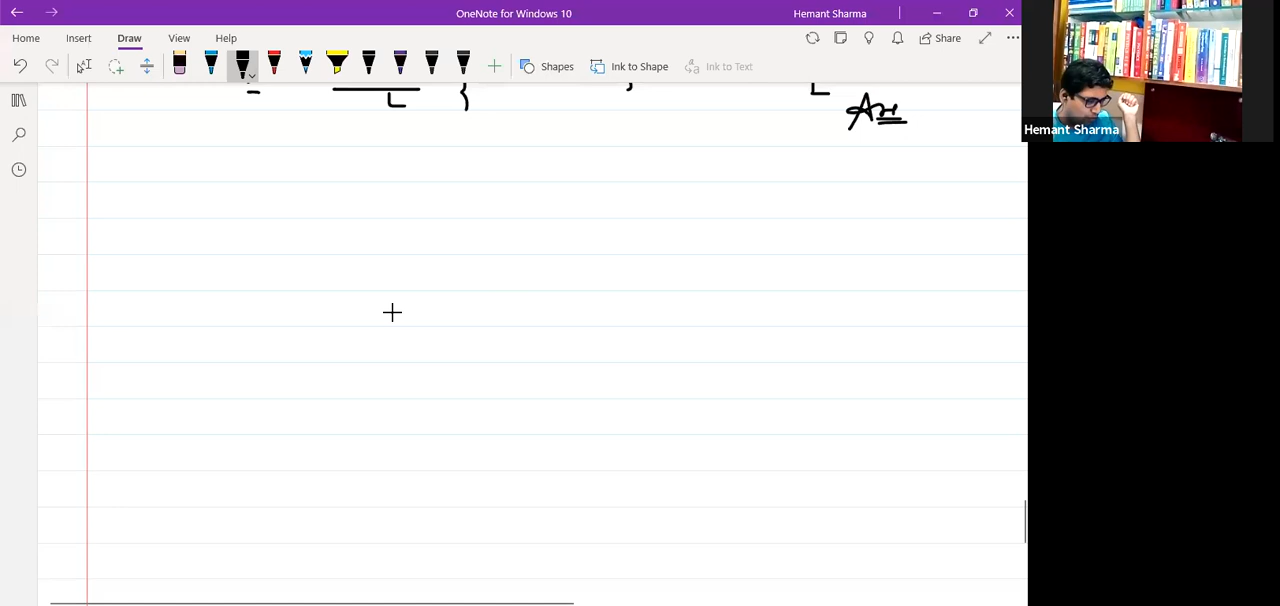 OneNote for Windows 10
Hemant Sharma
Home Insert Draw View Help
Share
Shapes Ink to Shape Ink to Text
L
Ans
Hemant Sharma